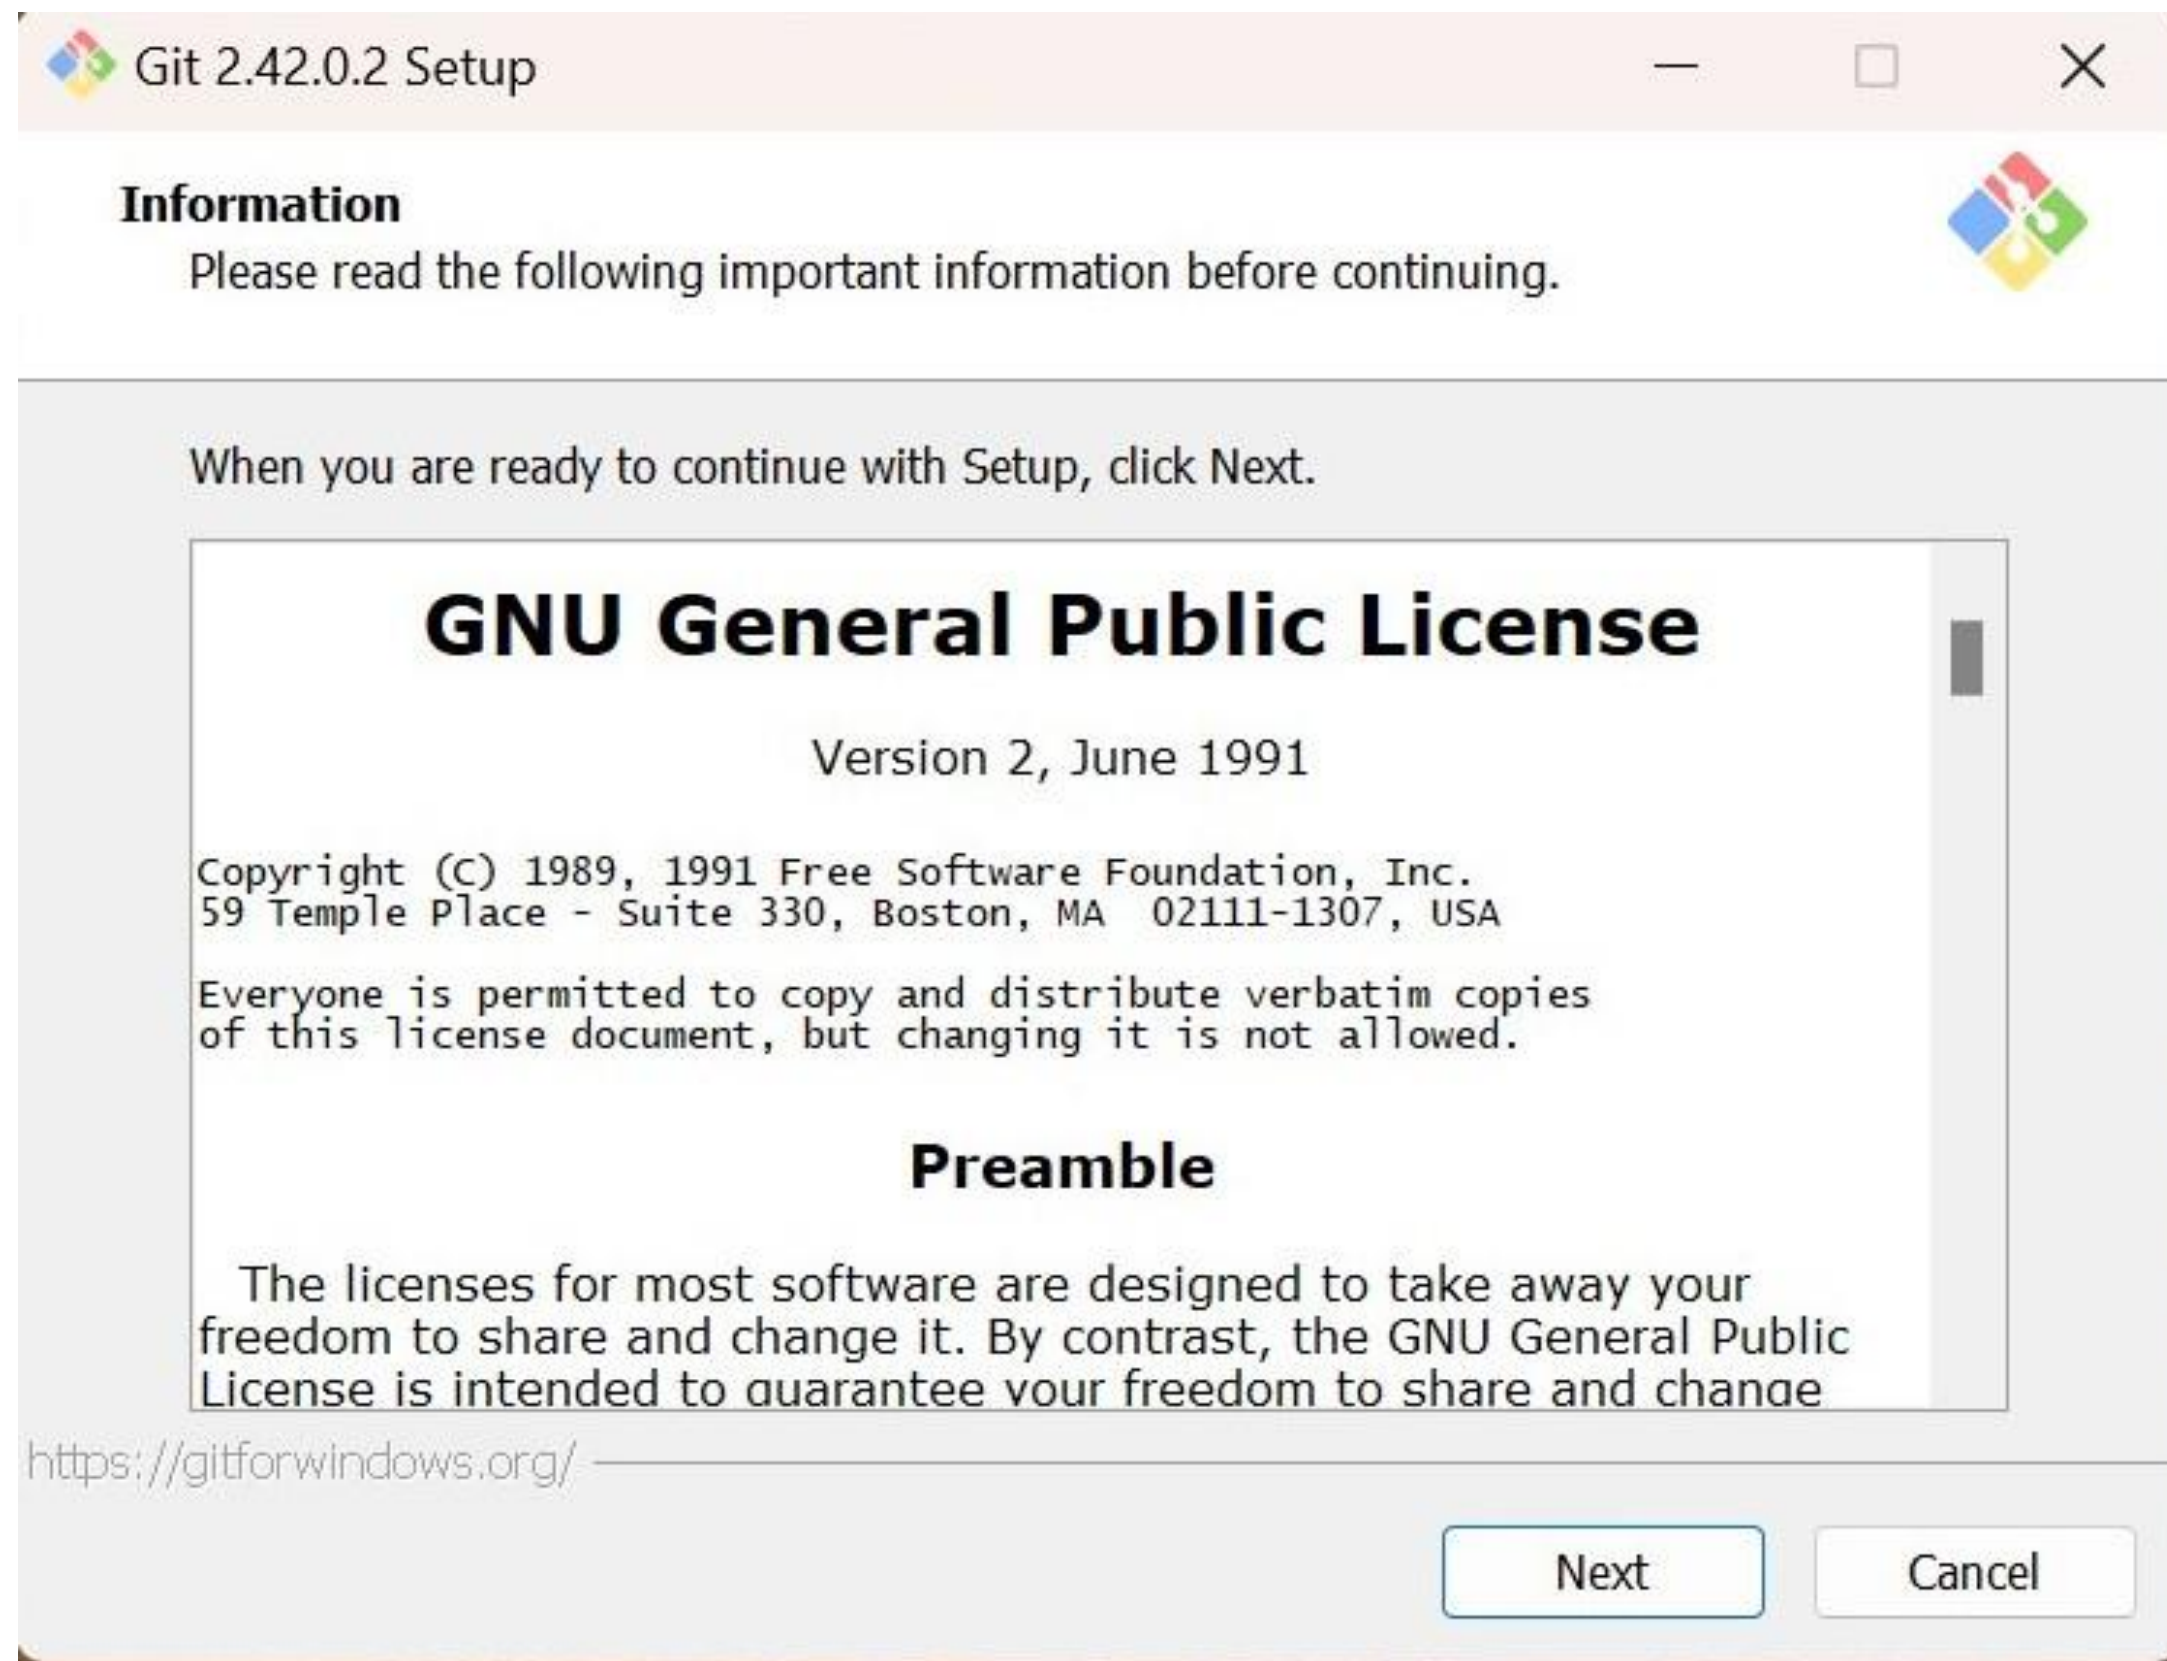 Git 2.42.0.2 Setup
Information
Please read the following important information before continuing.
When you are ready to continue with Setup, click Next.
GNU General Public License
Version 2, June 1991
Copyright (C) 1989, 1991 Free Software Foundation, Inc.
59 Temple Place - Suite 330, Boston, MA  02111-1307, USA
Everyone is permitted to copy and distribute verbatim copies
of this license document, but changing it is not allowed.
Preamble
The licenses for most software are designed to take away your
freedom to share and change it. By contrast, the GNU General Public
License is intended to guarantee your freedom to share and change
https://gitforwindows.org/
Next
Cancel